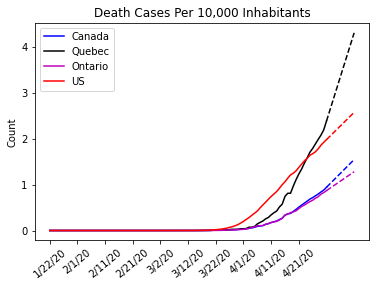 Death Cases Per 10,000 Inhabitants
Canada
Quebec
Ontario
US
Count
4
3
2
1
0
1/22/20
2/1/20
2/11/20
2/21/20
3/2/20
3/12/20
3/22/20
4/1/20
4/11/20
4/21/20